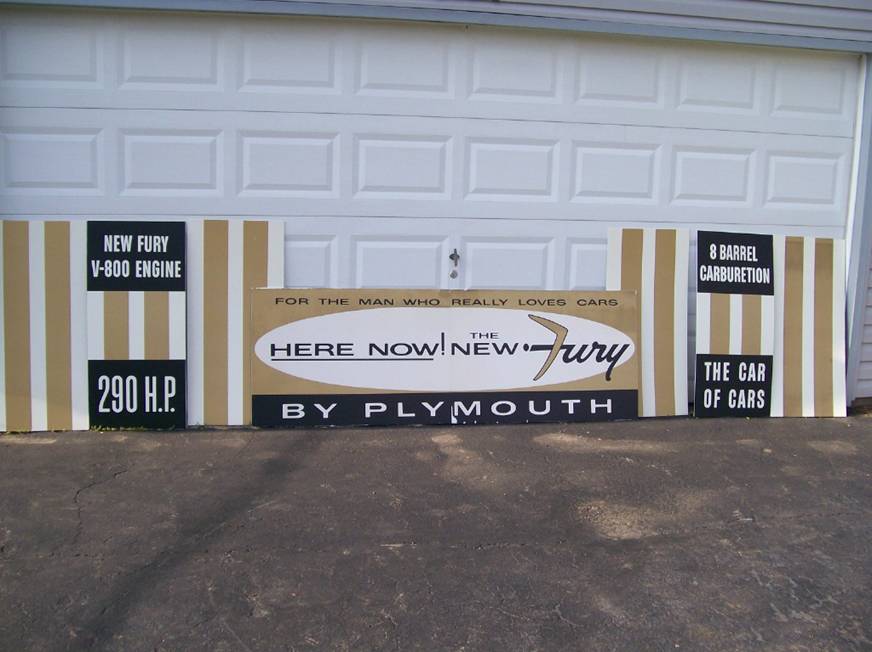 NEW FURY
V-800 ENGINE
290 H.P.
FOR THE MAN WHO REALLY LOVES CARS
HERE NOW! THE NEW Fury
BY PLYMOUTH
8 BARREL
CARBURETION
THE CAR
OF CARS